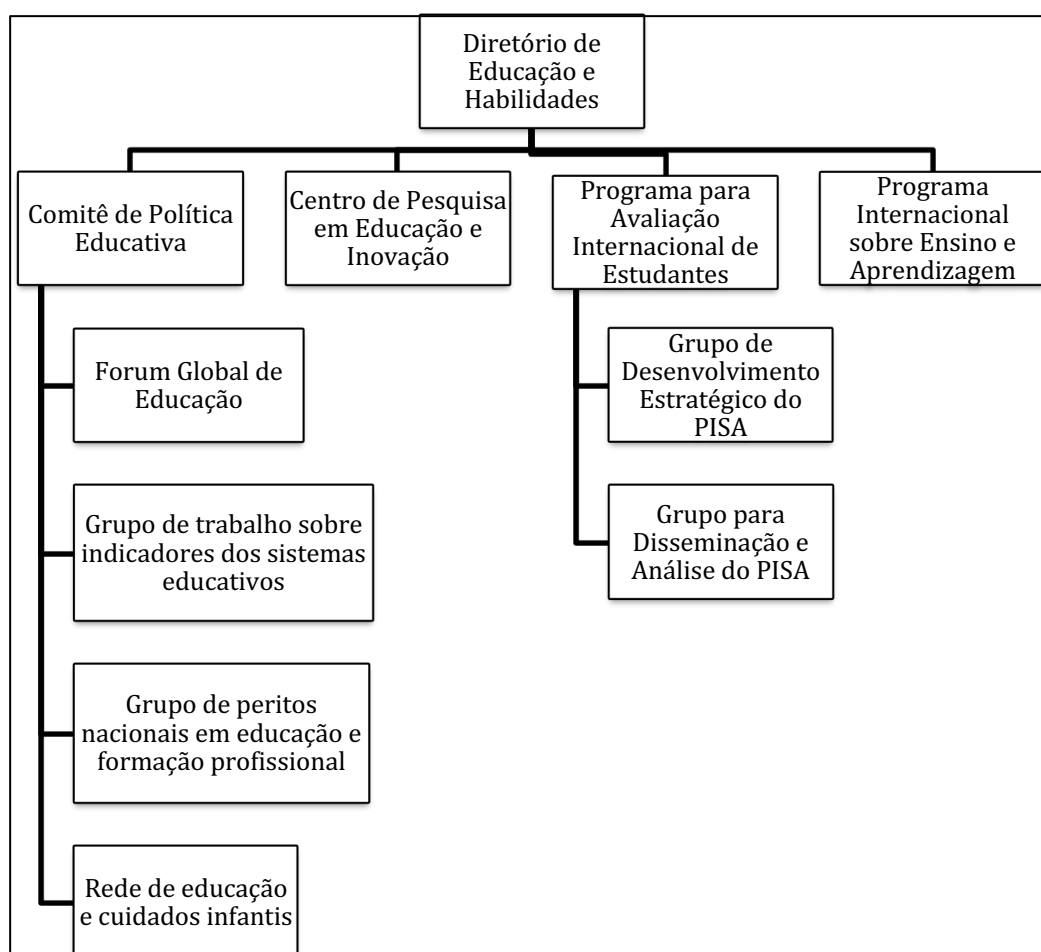 Diretório de
Educação e
Habilidades
Comitê de Política
Educativa
Centro de Pesquisa
em Educação e
Inovação
Programa para
Avaliação
Internacional de
Estudantes
Programa
Internacional
sobre Ensino e
Aprendizagem
Forum Global de
Educação
Grupo de trabalho sobre
indicadores dos sistemas
educativos
Grupo de peritos
nacionais em educação e
formação profissional
Rede de educação
e cuidados infantis
Grupo de
Desenvolvimento
Estratégico do
PISA
Grupo para
Disseminação e
Análise do PISA